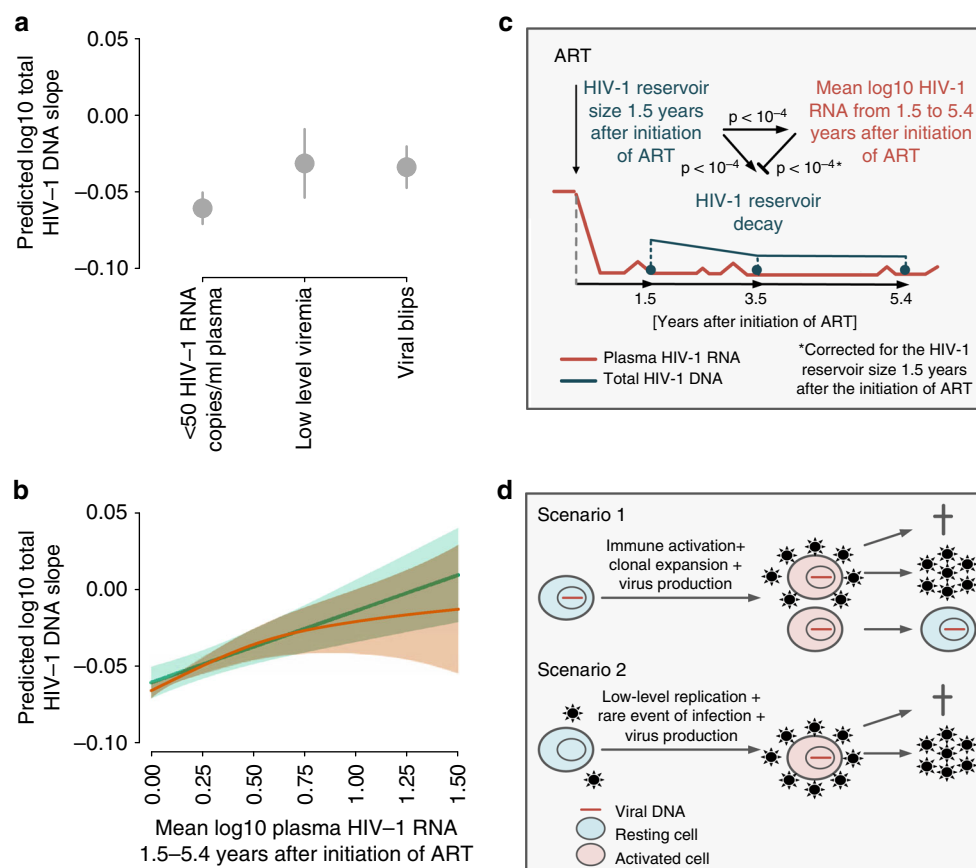 a
Predicted log10 total
HIV–1 DNA slope
0.05
0.00
−0.05
−0.10
<50 HIV–1 RNA
copies/ml plasma
Low level viremia
Viral blips
b
Predicted log10 total
HIV–1 DNA slope
0.05
0.00
−0.05
−0.10
0.00
0.25
0.50
0.75
1.00
1.25
1.50
Mean log10 plasma HIV–1 RNA
1.5–5.4 years after initiation of ART
c
ART
HIV-1 reservoir
size 1.5 years
after initiation
of ART
Mean log10 HIV-1
RNA from 1.5 to 5.4
years after initiation
of ART
p < 10⁻⁴
p < 10⁻⁴
p < 10⁻⁴*
HIV-1 reservoir
decay
1.5
3.5
5.4
[Years after initiation of ART]
Plasma HIV-1 RNA
Total HIV-1 DNA
*Corrected for the HIV-1
reservoir size 1.5 years
after the initiation of ART
d
Scenario 1
Immune activation+
clonal expansion +
virus production
Scenario 2
Low-level replication +
rare event of infection +
virus production
Viral DNA
Resting cell
Activated cell